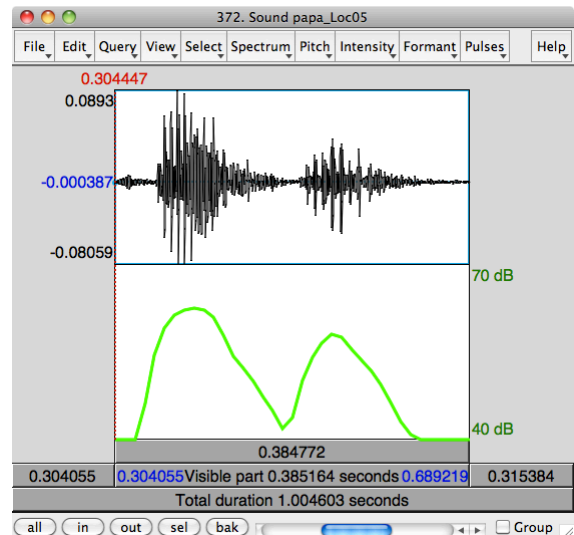 372. Sound papa_Loc05
File Edit Query View Select Spectrum Pitch Intensity Formant Pulses Help
0.304447
0.0893
-0.000387
-0.08059
70 dB
40 dB
0.384772
0.304055 0.304055 Visible part 0.385164 seconds 0.689219 0.315384
Total duration 1.004603 seconds
all in out sel bak Group